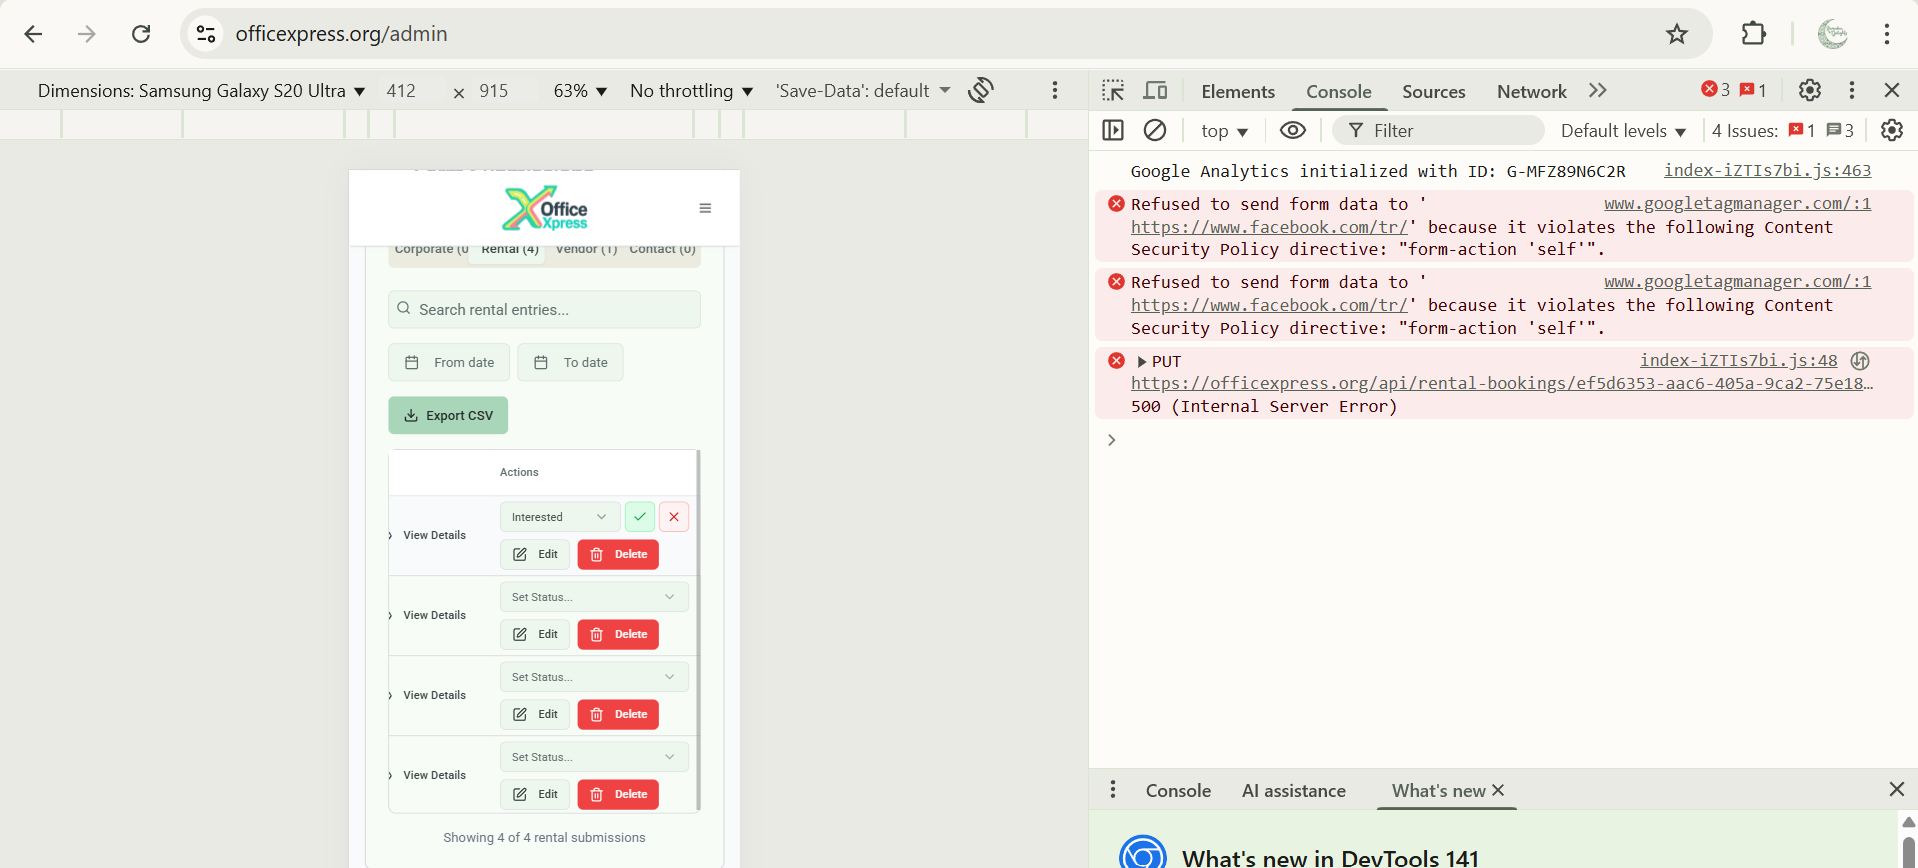 officexpress.org/admin
Dimensions: Samsung Galaxy S20 Ultra ▼ 412 × 915 63% ▼ No throttling ▼ 'Save-Data': default ▼
Elements Console Sources Network 3 1
top ▼ Filter Default levels ▼ 4 Issues: 1 3
Office
Xpress
Corporate (0 Rental (4) Vendor (1) Contact (0)
Search rental entries...
From date To date
Export CSV
Actions
Interested
View Details
Edit Delete
Set Status...
View Details
Edit Delete
Set Status...
View Details
Edit Delete
Set Status...
View Details
Edit Delete
Showing 4 of 4 rental submissions
Google Analytics initialized with ID: G-MFZ89N6C2R index-iZTIs7bi.js:463
Refused to send form data to ' www.googletagmanager.com/:1
https://www.facebook.com/tr/' because it violates the following Content
Security Policy directive: "form-action 'self'".
Refused to send form data to ' www.googletagmanager.com/:1
https://www.facebook.com/tr/' because it violates the following Content
Security Policy directive: "form-action 'self'".
PUT index-iZTIs7bi.js:48
https://officexpress.org/api/rental-bookings/ef5d6353-aac6-405a-9ca2-75e18…
500 (Internal Server Error)
Console AI assistance What's new
What's new in DevTools 141